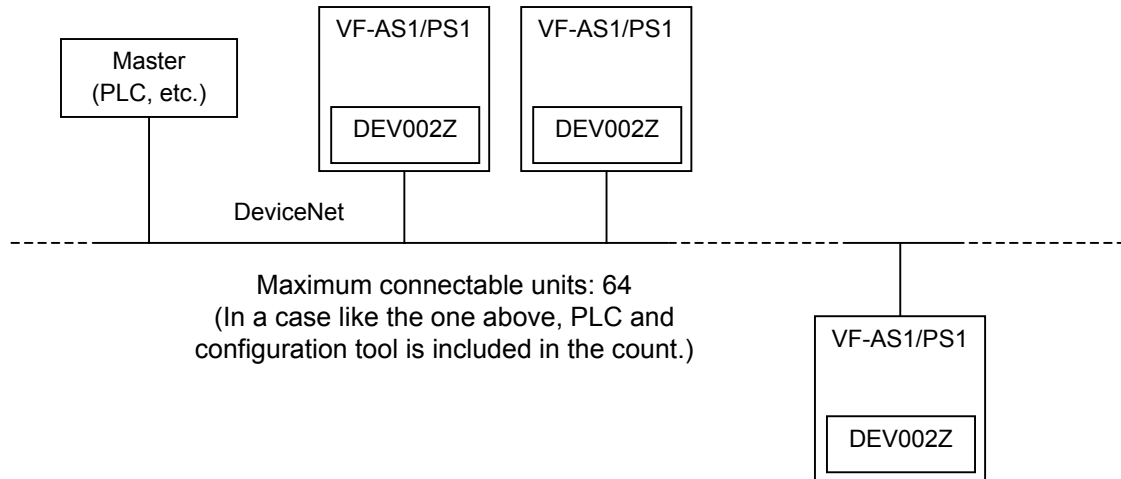 VF-AS1/PS1
VF-AS1/PS1
Master
(PLC, etc.)
DEV002Z
DEV002Z
DeviceNet
Maximum connectable units: 64
(In a case like the one above, PLC and
configuration tool is included in the count.)
VF-AS1/PS1
DEV002Z